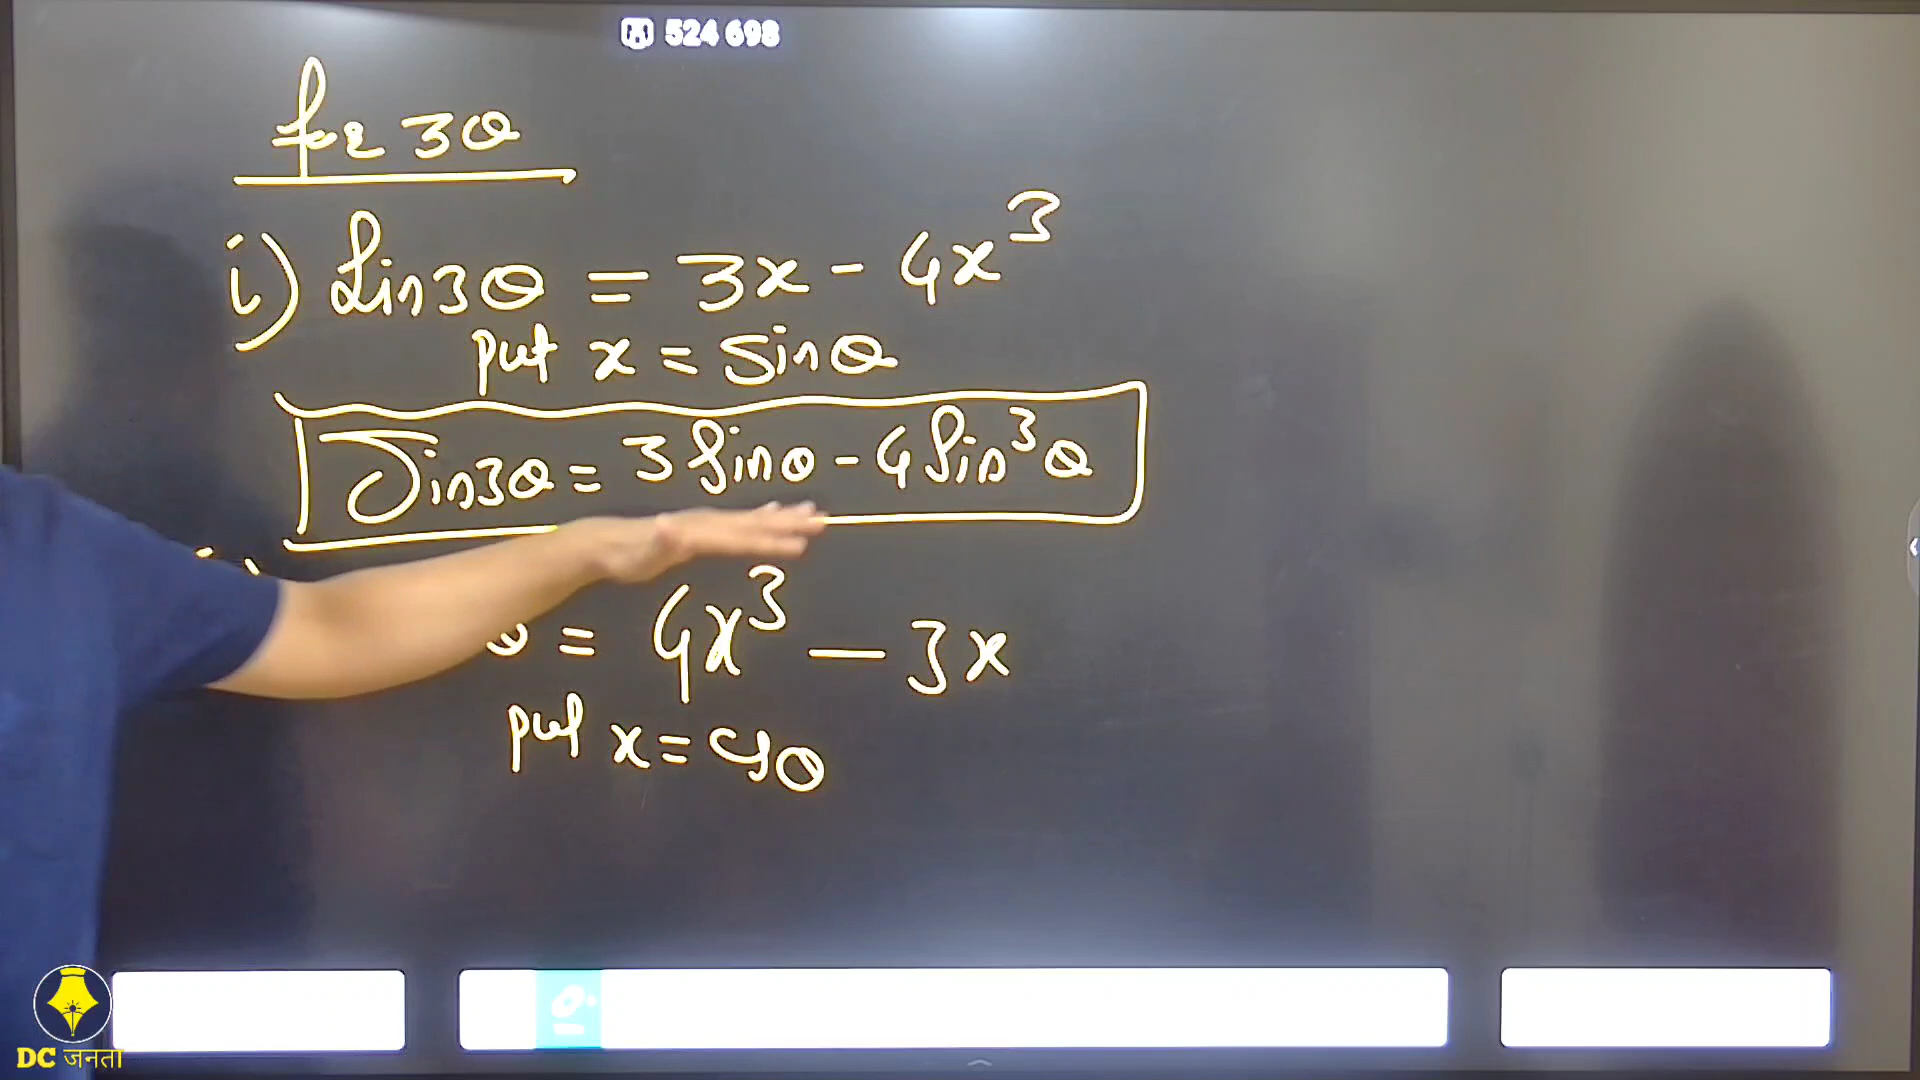 524 698
for 3θ
i) Sin3θ = 3x - 4x³
put x = sinθ
Sin3θ = 3Sinθ - 4Sin³θ
θ = 4x³ - 3x
put x = cosθ
DC जनता